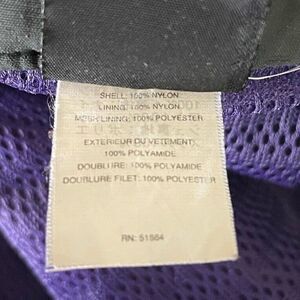 SHELL: 100% NYLON
LINING: 100% NYLON
MESH LINING: 100% POLYESTER
EXTERIEUR DU VETEMENT:
100% POLYAMIDE
DOUBLURE: 100% POLYAMIDE
DOUBLURE FILET: 100% POLYESTER
RN: 51884